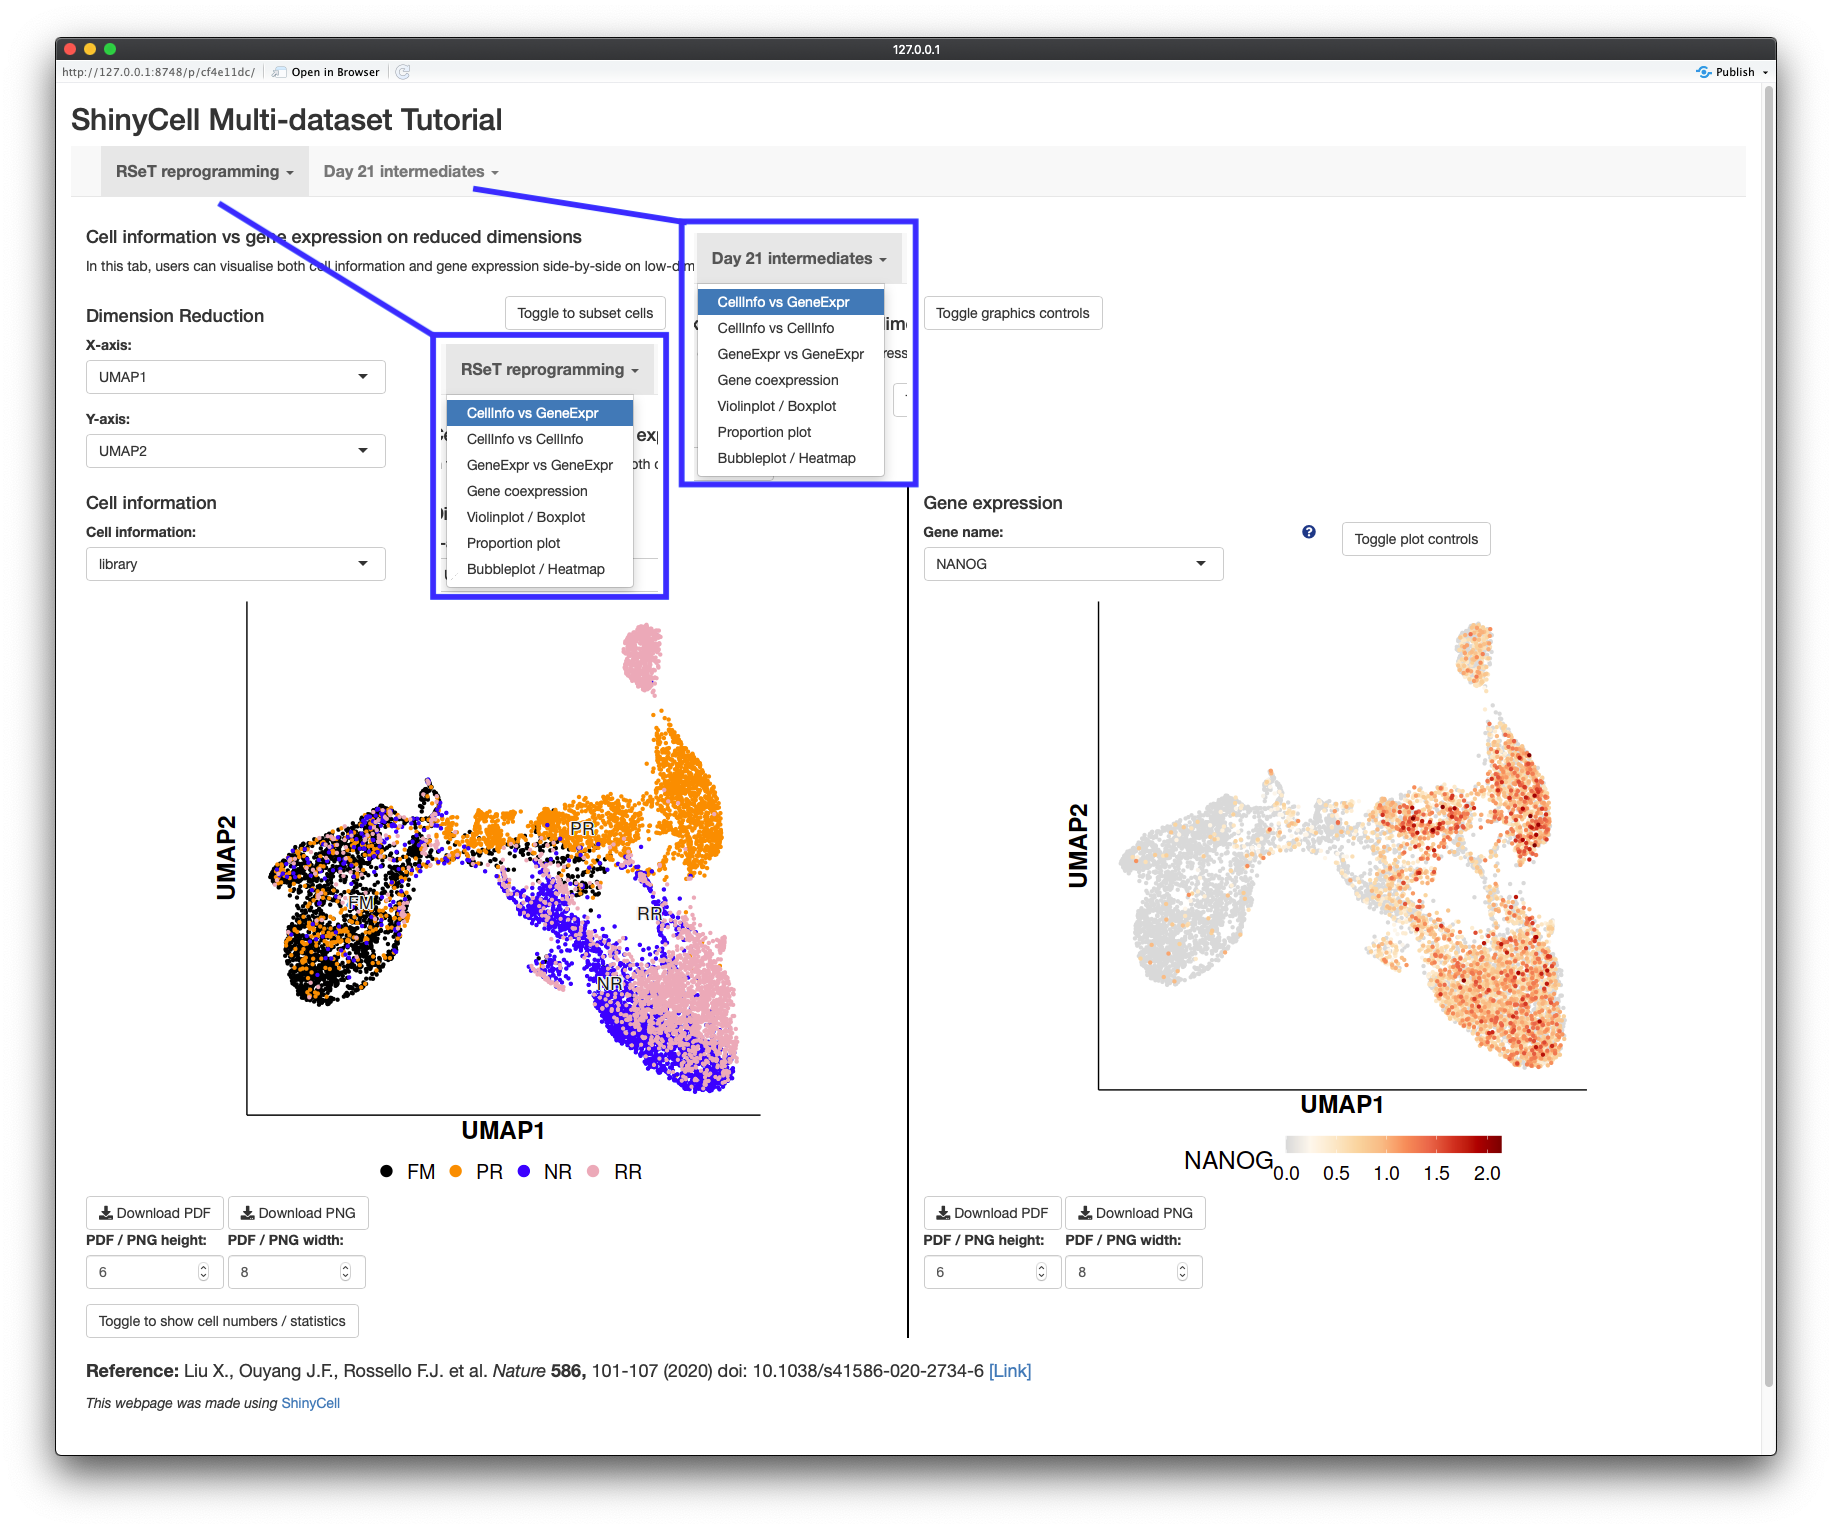 127.0.0.1
http://127.0.0.1:8748/p/cf4e11dc/ Open in Browser Publish
ShinyCell Multi-dataset Tutorial
RSeT reprogramming Day 21 intermediates
Cell information vs gene expression on reduced dimensions
In this tab, users can visualise both cell information and gene expression side-by-side on low-dim
Dimension Reduction
Toggle to subset cells
Toggle graphics controls
X-axis:
UMAP1
Y-axis:
UMAP2
Day 21 intermediates
CellInfo vs GeneExpr
CellInfo vs CellInfo
GeneExpr vs GeneExpr
Gene coexpression
Violinplot / Boxplot
Proportion plot
Bubbleplot / Heatmap
RSeT reprogramming
CellInfo vs GeneExpr
CellInfo vs CellInfo
GeneExpr vs GeneExpr
Gene coexpression
Violinplot / Boxplot
Proportion plot
Bubbleplot / Heatmap
Cell information
Cell information:
library
Gene expression
Gene name:
Toggle plot controls
NANOG
PR
FM
RR
NR
UMAP2
UMAP1
FM PR NR RR
UMAP2
UMAP1
NANOG
0.0 0.5 1.0 1.5 2.0
Download PDF Download PNG
PDF / PNG height: PDF / PNG width:
6 8
Download PDF Download PNG
PDF / PNG height: PDF / PNG width:
6 8
Toggle to show cell numbers / statistics
Reference: Liu X., Ouyang J.F., Rossello F.J. et al. Nature 586, 101-107 (2020) doi: 10.1038/s41586-020-2734-6 [Link]
This webpage was made using ShinyCell